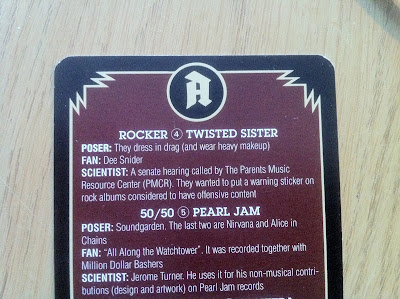 A
ROCKER ④ TWISTED SISTER
POSER: They dress in drag (and wear heavy makeup)
FAN: Dee Snider
SCIENTIST: A senate hearing called by The Parents Music
Resource Center (PMCR). They wanted to put a warning sticker on
rock albums considered to have offensive content
50/50 ⑤ PEARL JAM
POSER: Soundgarden. The last two are Nirvana and Alice in
Chains
FAN: "All Along the Watchtower". It was recorded together with
Million Dollar Bashers
SCIENTIST: Jerome Turner. He uses it for his non-musical contri-
butions (design and artwork) on Pearl Jam records